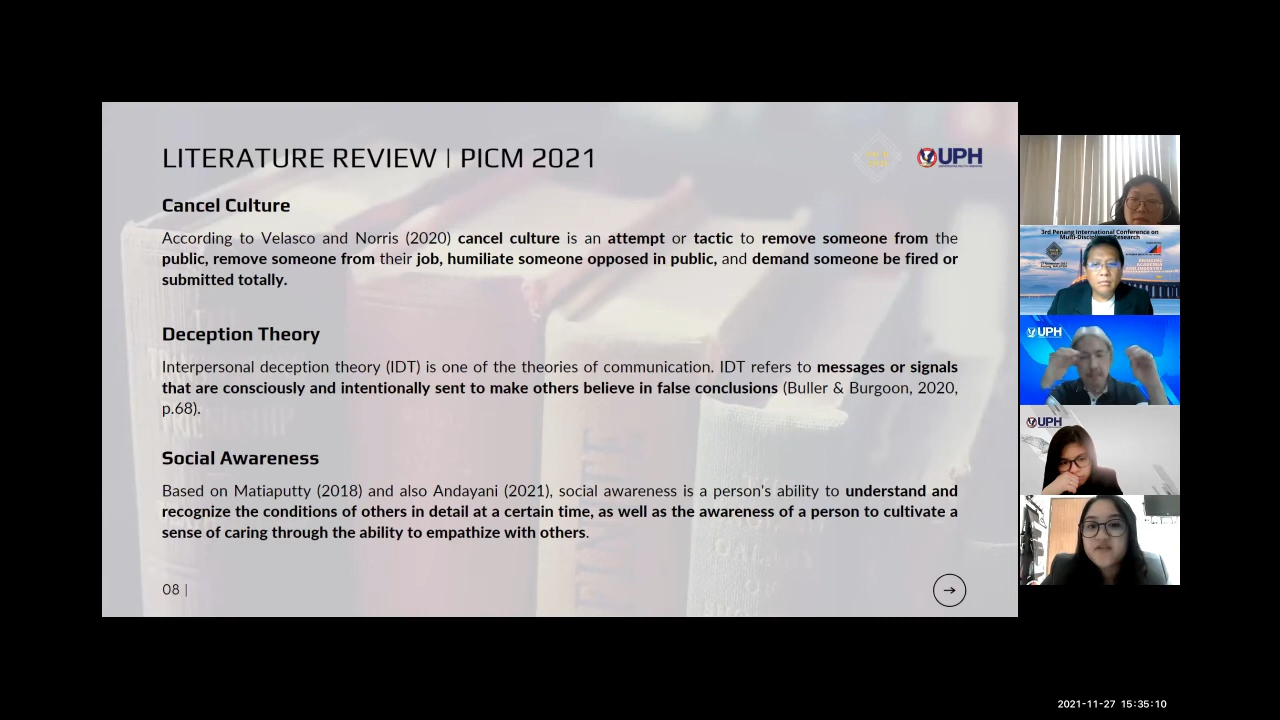 LITERATURE REVIEW | PICM 2021
UPH
Cancel Culture
According to Velasco and Norris (2020) cancel culture is an attempt or tactic to remove someone from the
public, remove someone from their job, humiliate someone opposed in public, and demand someone be fired or
submitted totally.
Deception Theory
Interpersonal deception theory (IDT) is one of the theories of communication. IDT refers to messages or signals
that are consciously and intentionally sent to make others believe in false conclusions (Buller & Burgoon, 2020,
p.68).
Social Awareness
Based on Matiaputty (2018) and also Andayani (2021), social awareness is a person's ability to understand and
recognize the conditions of others in detail at a certain time, as well as the awareness of a person to cultivate a
sense of caring through the ability to empathize with others.
08 |
3rd Penang International Conference on
Multi-Disciplinary Research
UPH
UPH
2021-11-27 15:35:10